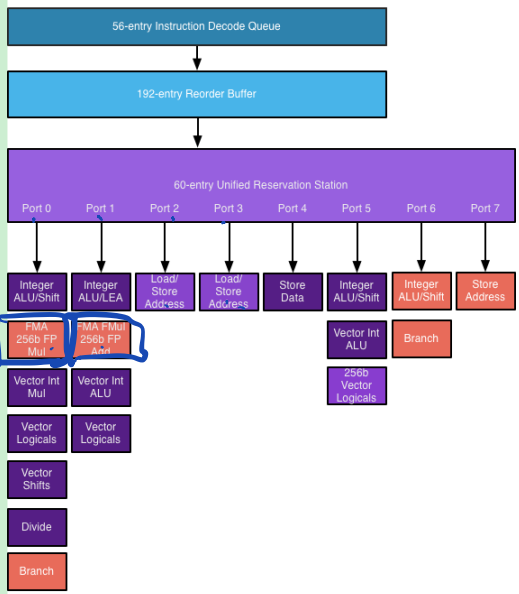 56-entry Instruction Decode Queue
192-entry Reorder Buffer
60-entry Unified Reservation Station
Port 0
Port 1
Port 2
Port 3
Port 4
Port 5
Port 6
Port 7
Integer
ALU/Shift
Integer
ALU/LEA
Load/
Store
Address
Load/
Store
Address
Store
Data
Integer
ALU/Shift
Integer
ALU/Shift
Store
Address
FMA
256b FP
Mul
FMA FMul
256b FP
Add
Vector Int
ALU
Branch
Vector Int
Mul
Vector Int
ALU
256b
Vector
Logicals
Vector
Logicals
Vector
Logicals
Vector
Shifts
Divide
Branch